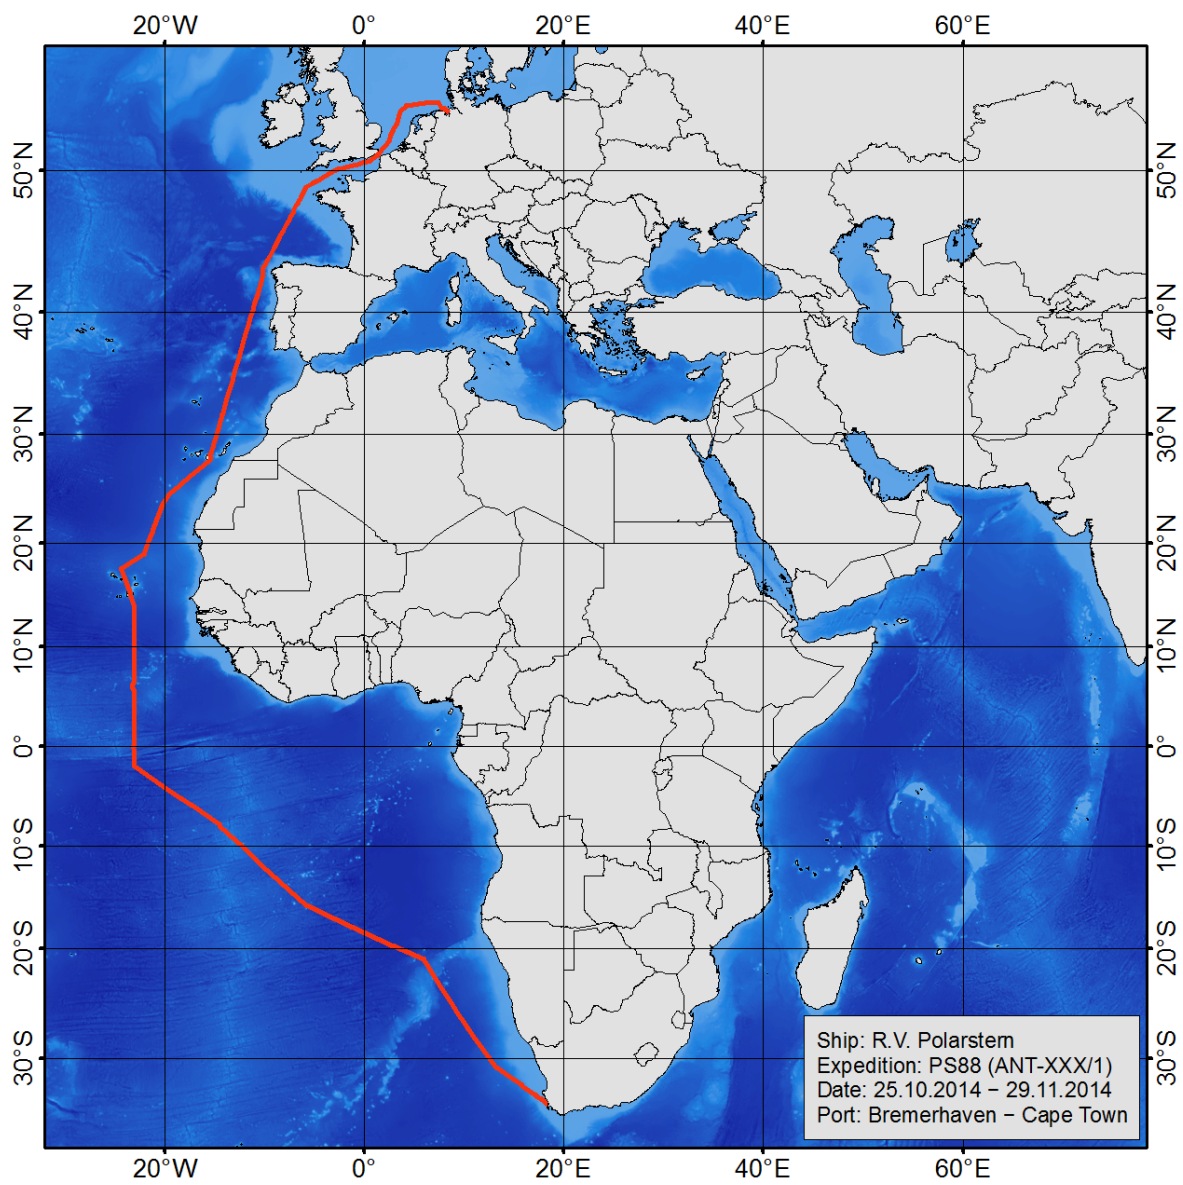 20°W 0° 20°E 40°E 60°E
50°N 50°N
40°N 40°N
30°N 30°N
20°N 20°N
10°N 10°N
0° 0°
10°S 10°S
20°S 20°S
30°S 30°S
Ship: R.V. Polarstern
Expedition: PS88 (ANT-XXX/1)
Date: 25.10.2014 − 29.11.2014
Port: Bremerhaven − Cape Town
20°W 0° 20°E 40°E 60°E